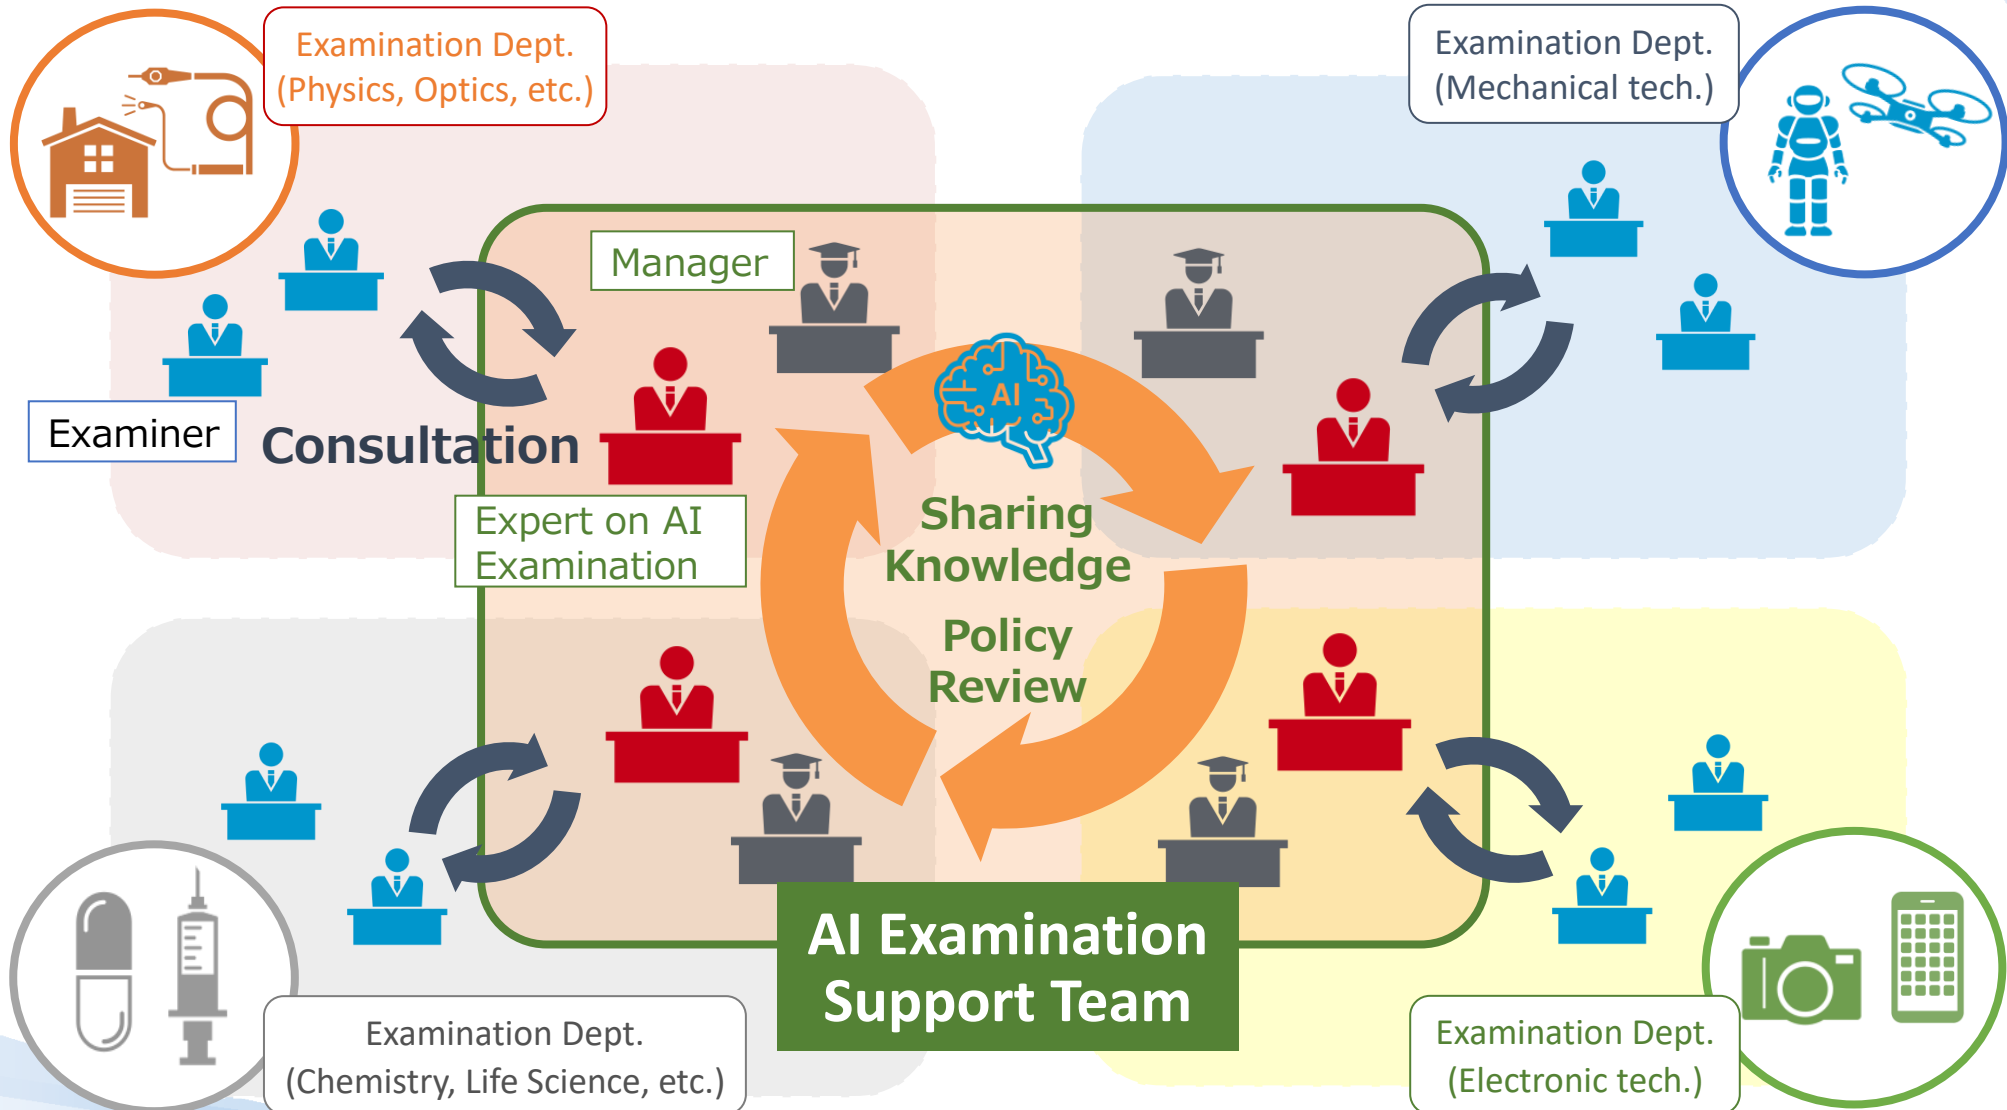 Examination Dept.
(Physics, Optics, etc.)
Examination Dept.
(Mechanical tech.)
Manager
AI
Examiner
Consultation
Expert on AI
Examination
Sharing
Knowledge
Policy
Review
AI Examination
Support Team
Examination Dept.
(Chemistry, Life Science, etc.)
Examination Dept.
(Electronic tech.)